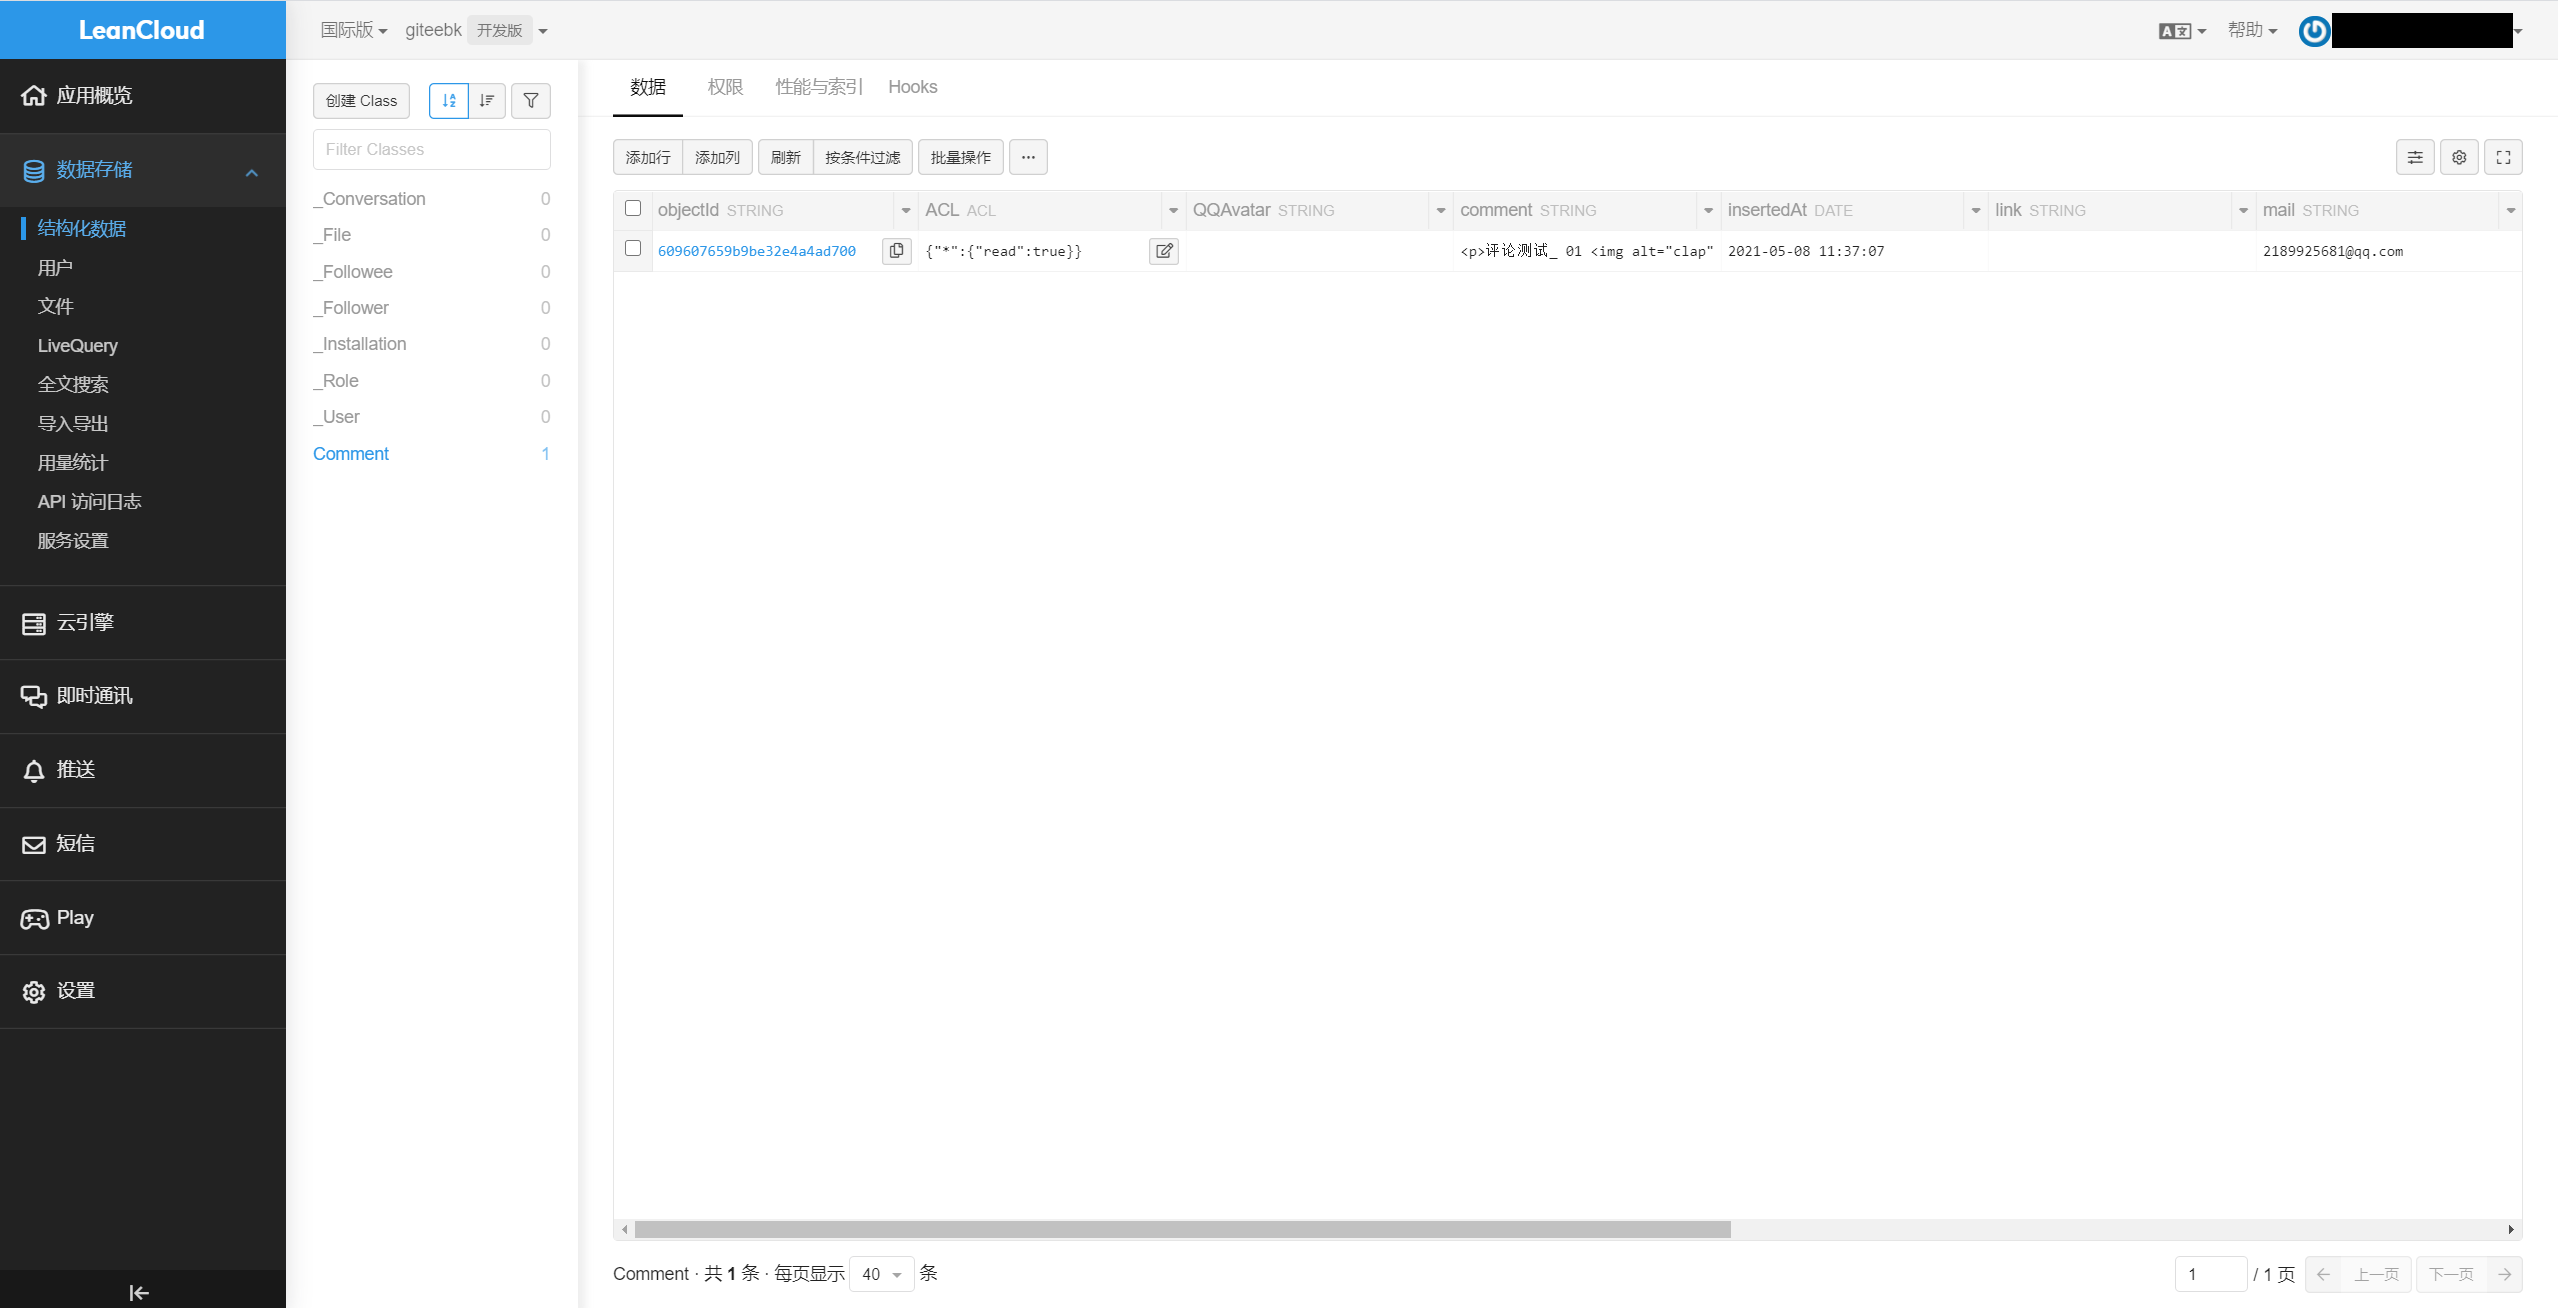 LeanCloud
国际版 giteebk 开发版
A文 帮助
应用概览
数据存储
结构化数据
用户
文件
LiveQuery
全文搜索
导入导出
用量统计
API 访问日志
服务设置
云引擎
即时通讯
推送
短信
Play
设置
创建 Class
Filter Classes
_Conversation 0
_File 0
_Followee 0
_Follower 0
_Installation 0
_Role 0
_User 0
Comment 1
数据 权限 性能与索引 Hooks
添加行 添加列 刷新 按条件过滤 批量操作 ···
objectId STRING ACL ACL QQAvatar STRING comment STRING insertedAt DATE link STRING mail STRING
609607659b9be32e4a4ad700 {"*":{"read":true}} <p>评论测试_ 01 <img alt="clap" 2021-05-08 11:37:07 2189925681@qq.com
Comment · 共 1 条 · 每页显示 40 条
1 / 1 页 上一页 下一页